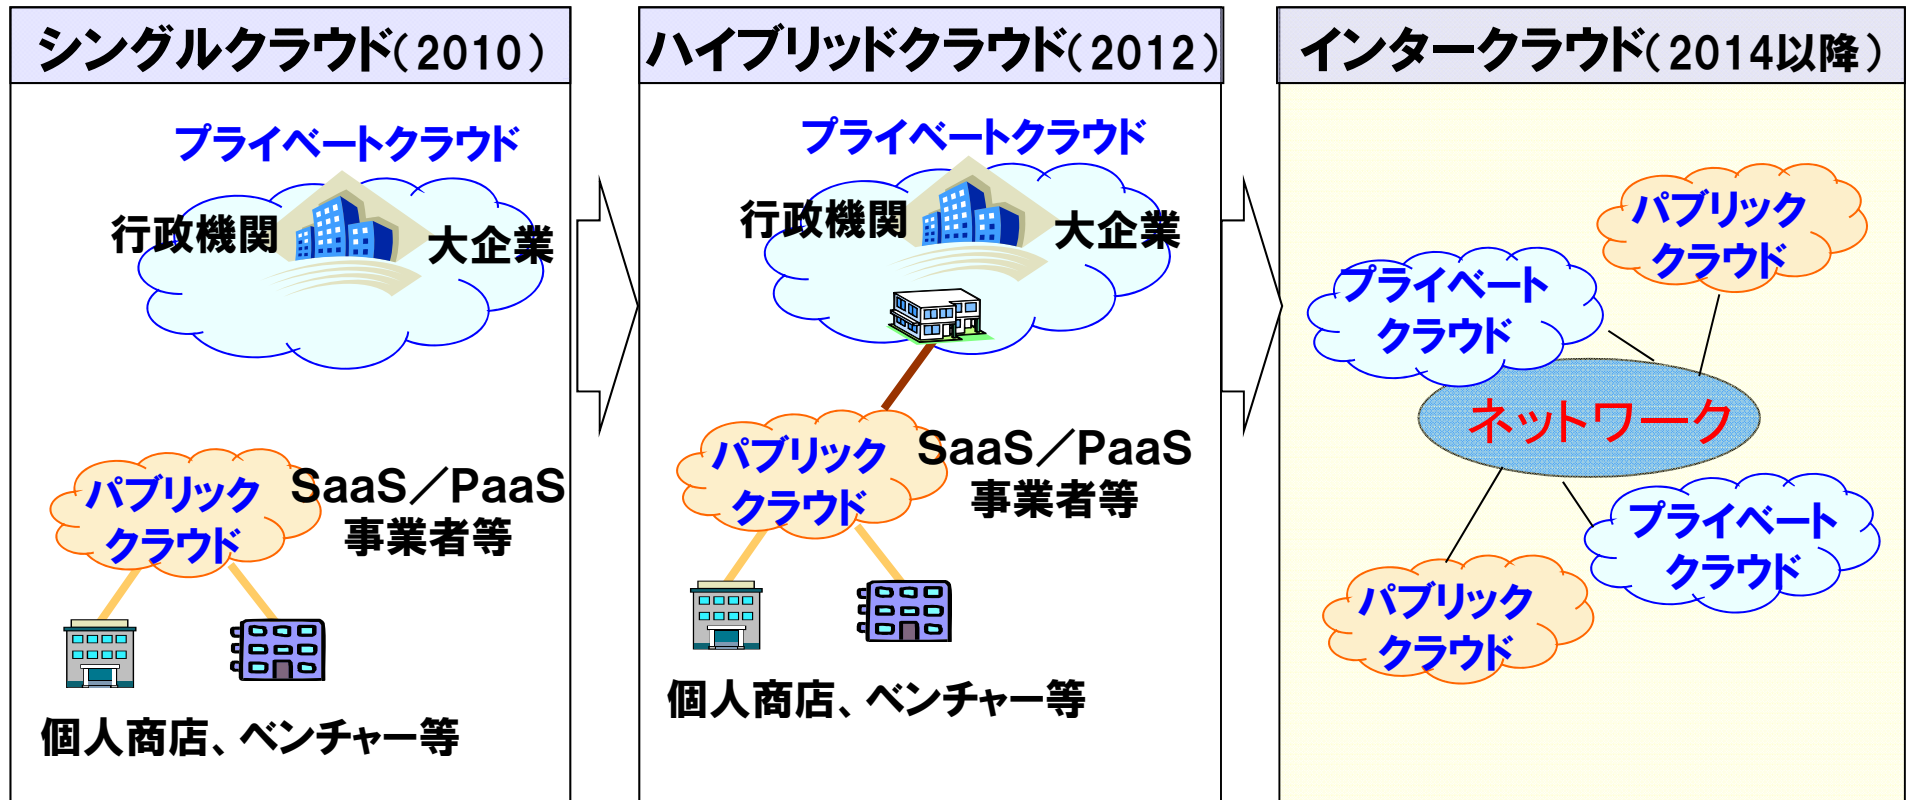 シングルクラウド（2010）
プライベートクラウド
行政機関
大企業
パブリック
クラウド
SaaS／PaaS
事業者等
個人商店、ベンチャー等
ハイブリッドクラウド（2012）
プライベートクラウド
行政機関
大企業
パブリック
クラウド
SaaS／PaaS
事業者等
個人商店、ベンチャー等
インタークラウド（2014以降）
パブリック
クラウド
プライベート
クラウド
ネットワーク
プライベート
クラウド
パブリック
クラウド